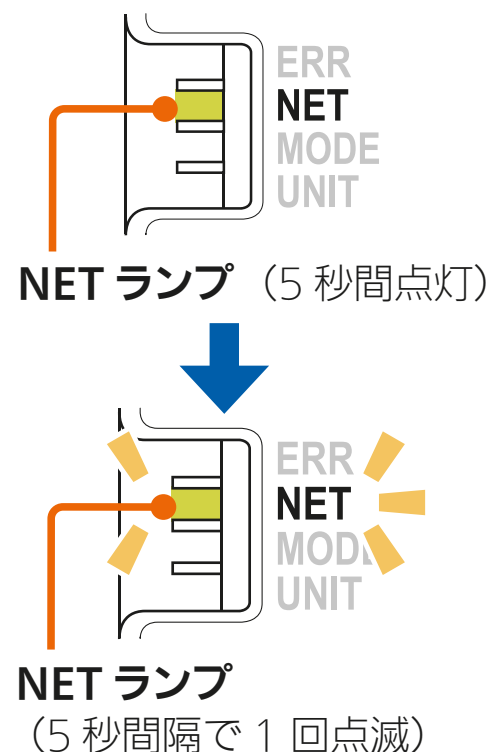 ERR
NET
MODE
UNIT
NET ランプ（5 秒間点灯）
ERR
NET
MODE
UNIT
NET ランプ
（5 秒間隔で 1 回点滅）